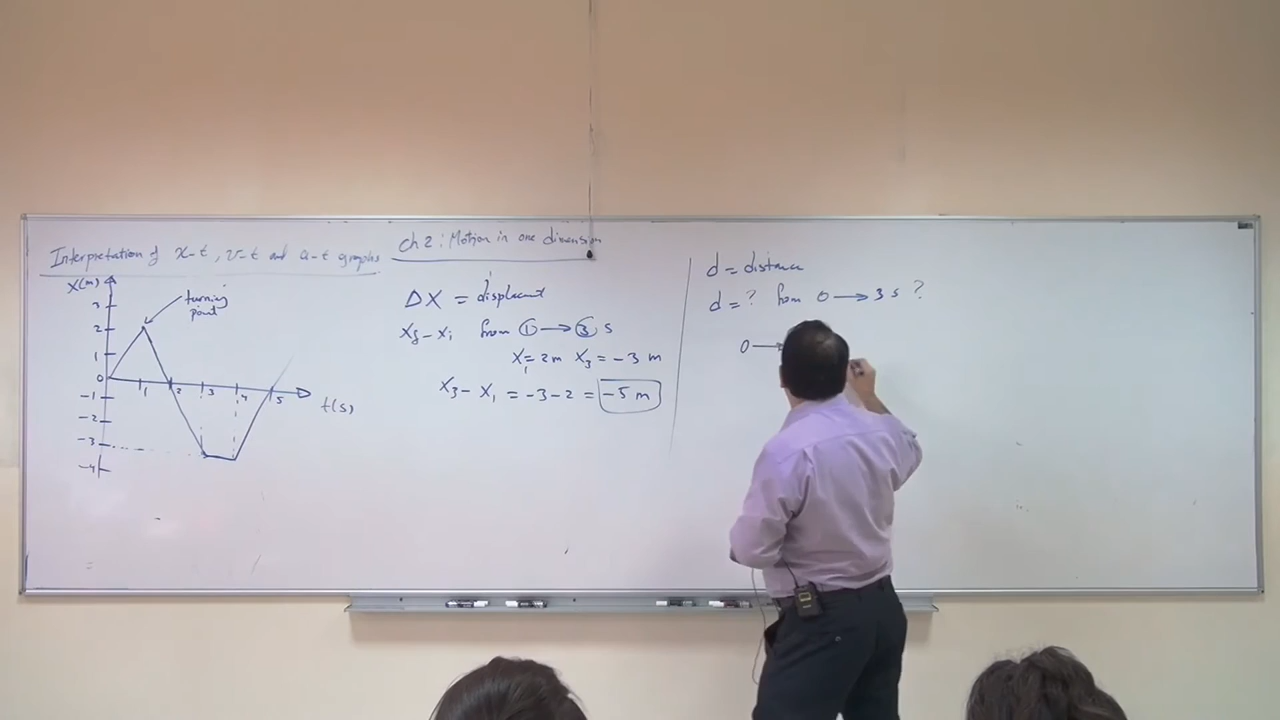 Interpretation of x-t, v-t and a-t graphs
Ch 2: Motion in one dimension
X(m)
3
2
1
0
-1
-2
-3
-4
turning
point
1 2 3 4 5
t(s)
ΔX = displacment
Xf - Xi from ① → ③ s
X1 = 2m X3 = -3 m
X3 - X1 = -3-2 = -5 m
d = distance
d = ? from 0 → 3 s ?
0 →